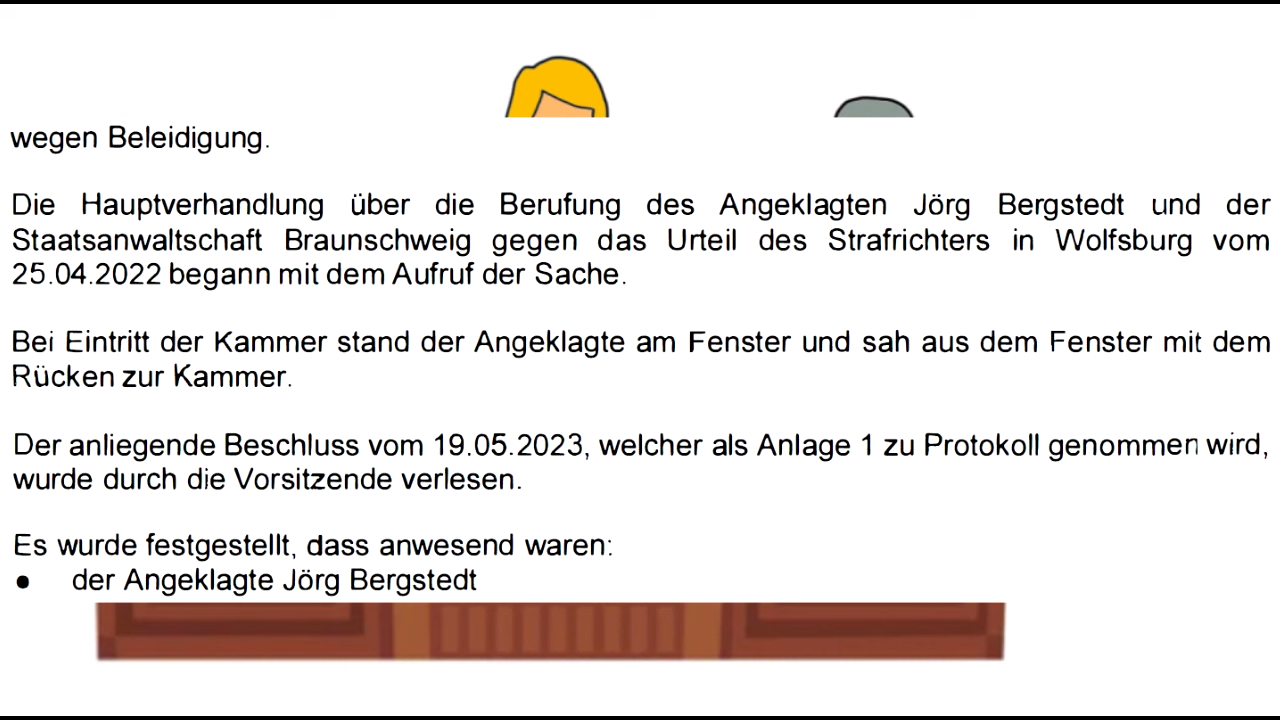 wegen Beleidigung.
Die Hauptverhandlung über die Berufung des Angeklagten Jörg Bergstedt und der
Staatsanwaltschaft Braunschweig gegen das Urteil des Strafrichters in Wolfsburg vom
25.04.2022 begann mit dem Aufruf der Sache.
Bei Eintritt der Kammer stand der Angeklagte am Fenster und sah aus dem Fenster mit dem
Rücken zur Kammer.
Der anliegende Beschluss vom 19.05.2023, welcher als Anlage 1 zu Protokoll genommen wird,
wurde durch die Vorsitzende verlesen.
Es wurde festgestellt, dass anwesend waren:
● der Angeklagte Jörg Bergstedt